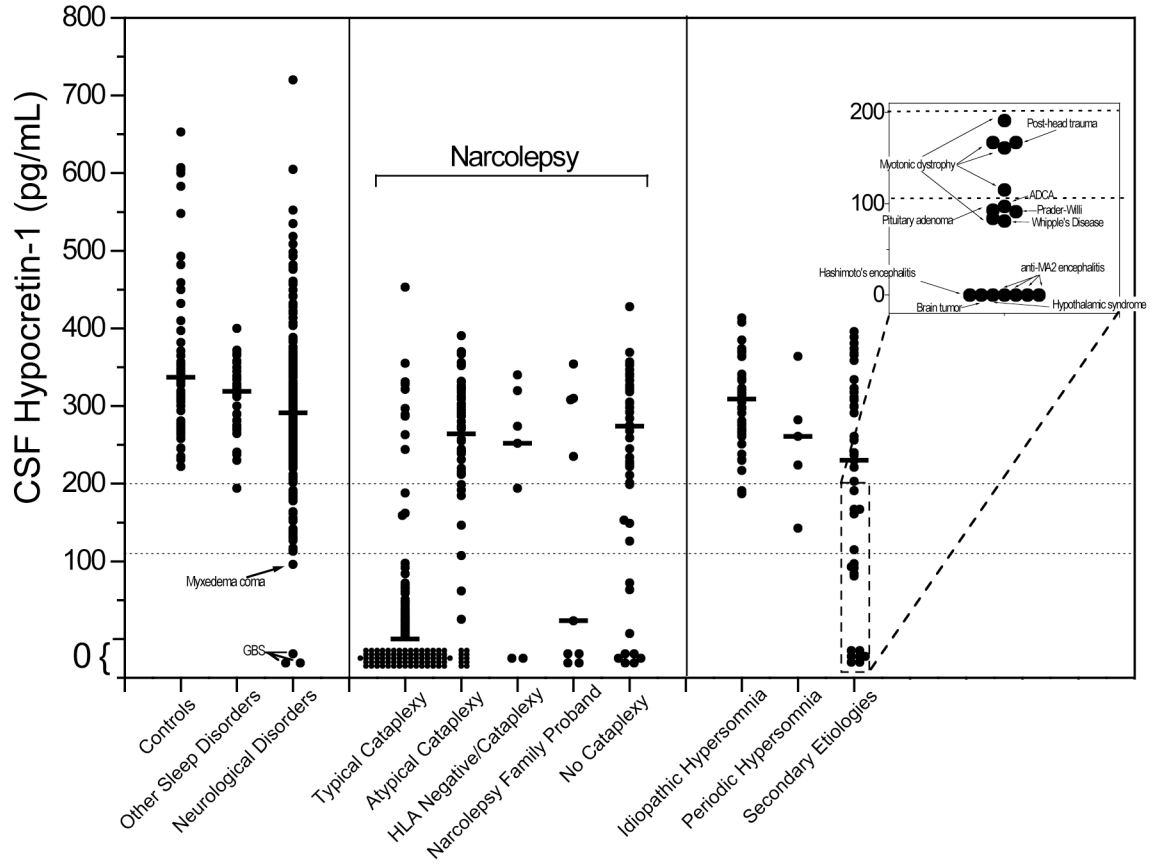 CSF Hypocretin-1 (pg/mL)
800
700
600
500
400
300
200
100
0 {
Narcolepsy
Myxedema coma
GBS
200
100
0
Post-head trauma
Myotonic dystrophy
ADCA
Prader-Willi
Pituitary adenoma
Whipple's Disease
anti-MA2 encephalitis
Hashimoto's encephalitis
Brain tumor
Hypothalamic syndrome
Controls
Other Sleep Disorders
Neurological Disorders
Typical Cataplexy
Atypical Cataplexy
HLA Negative/Cataplexy
Narcolepsy Family Proband
No Cataplexy
Idiopathic Hypersomnia
Periodic Hypersomnia
Secondary Etiologies